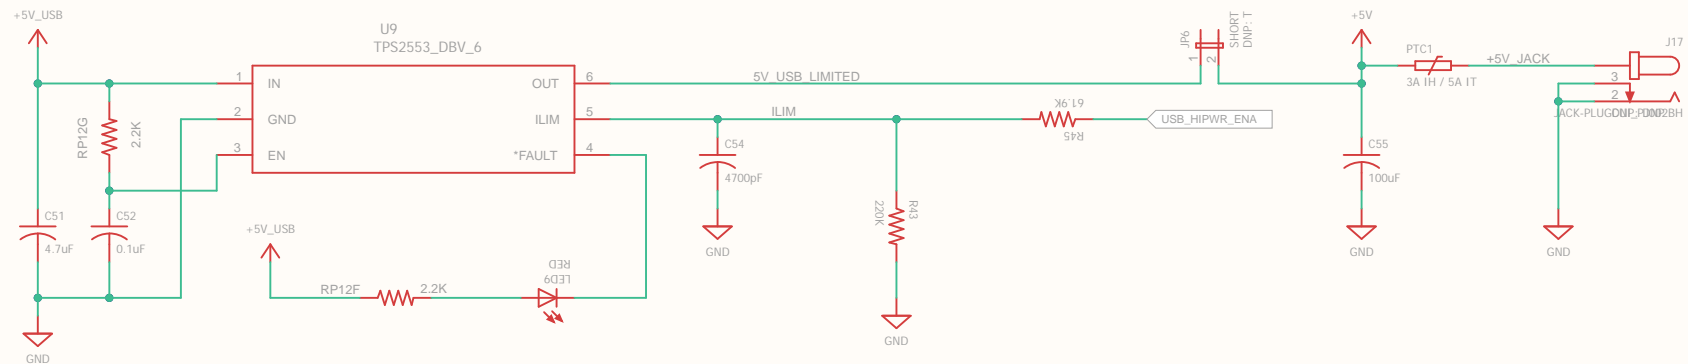 +5V_USB
U9
TPS2553_DBV_6
1
IN
2
GND
3
EN
OUT
6
ILIM
5
*FAULT
4
RP12G
2.2K
C51
4.7uF
C52
0.1uF
GND
+5V_USB
RP12F
2.2K
RED
LED9
5V_USB_LIMITED
ILIM
C54
4700pF
GND
R43
220K
GND
61.9K
R45
USB_HIPWR_ENA
JP6
1
2
SHORT
DNP: T
+5V
PTC1
3A IH / 5A IT
+5V_JACK
C55
100uF
GND
J17
3
2
GND